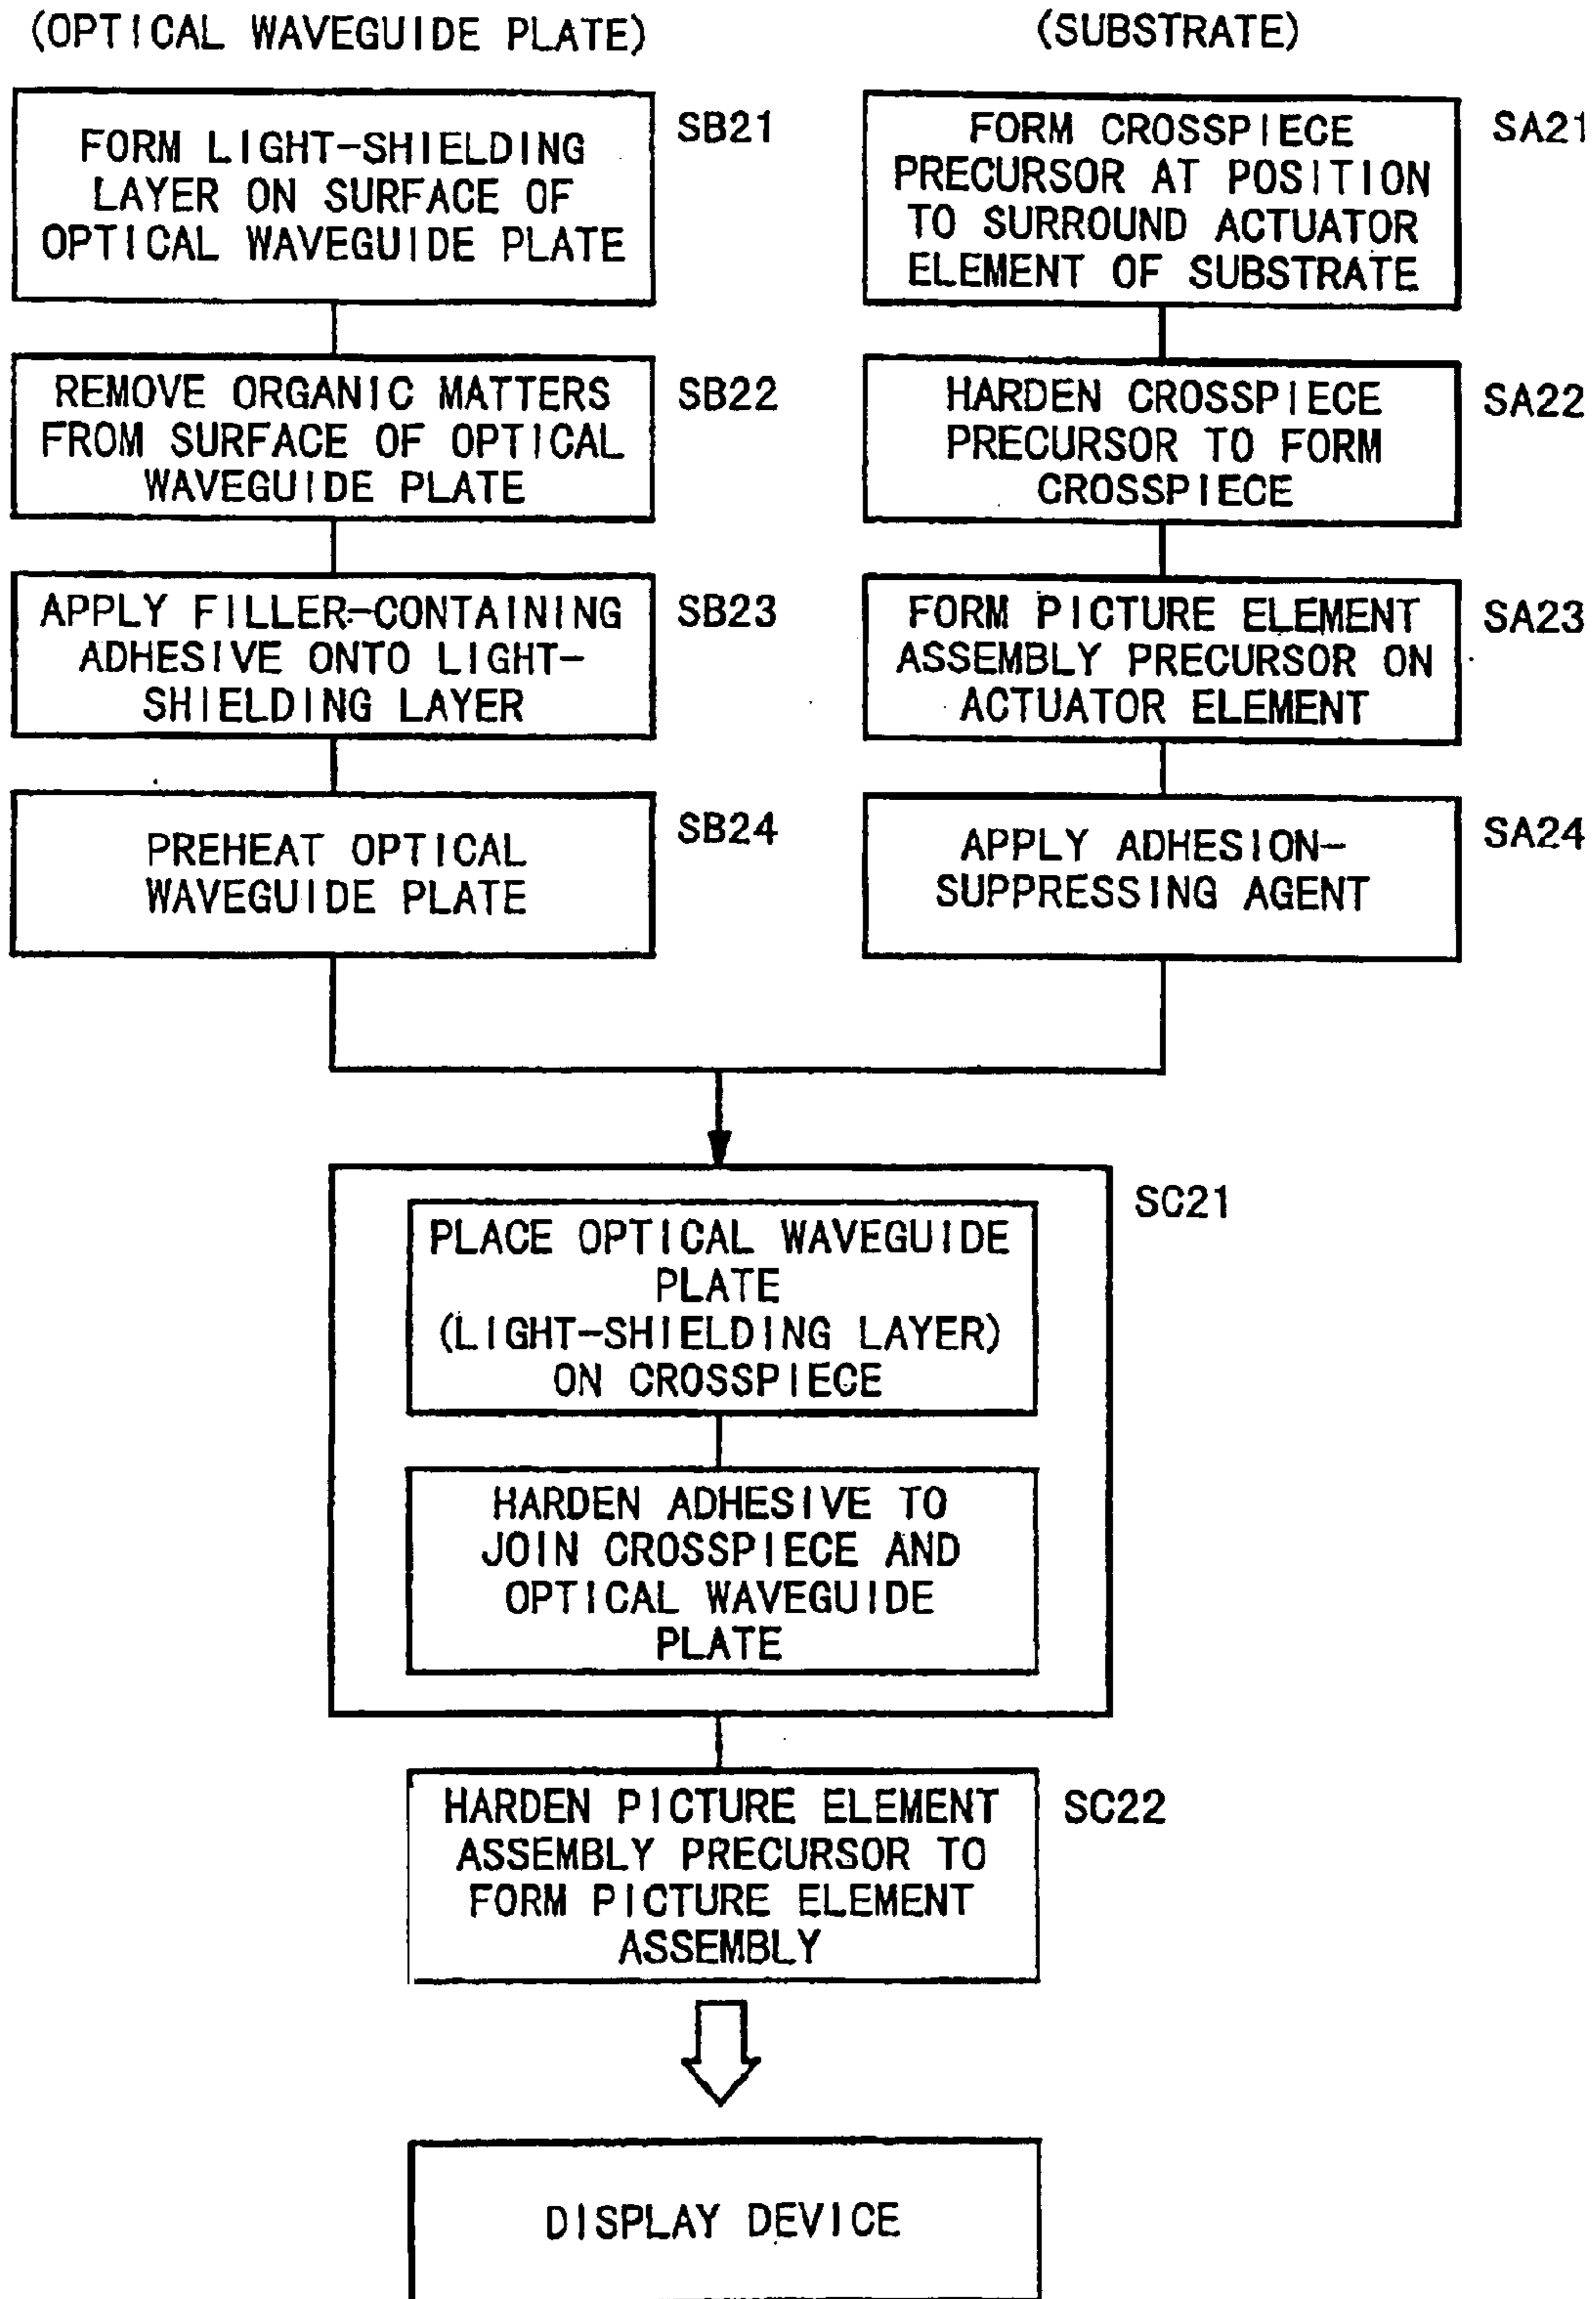 (OPTICAL WAVEGUIDE PLATE)
FORM LIGHT-SHIELDING
LAYER ON SURFACE OF
OPTICAL WAVEGUIDE PLATE
SB21
REMOVE ORGANIC MATTERS
FROM SURFACE OF OPTICAL
WAVEGUIDE PLATE
SB22
APPLY FILLER-CONTAINING
ADHESIVE ONTO LIGHT-
SHIELDING LAYER
SB23
PREHEAT OPTICAL
WAVEGUIDE PLATE
SB24
(SUBSTRATE)
FORM CROSSPIECE
PRECURSOR AT POSITION
TO SURROUND ACTUATOR
ELEMENT OF SUBSTRATE
SA21
HARDEN CROSSPIECE
PRECURSOR TO FORM
CROSSPIECE
SA22
FORM PICTURE ELEMENT
ASSEMBLY PRECURSOR ON
ACTUATOR ELEMENT
SA23
APPLY ADHESION-
SUPPRESSING AGENT
SA24
SC21
PLACE OPTICAL WAVEGUIDE
PLATE
(LIGHT-SHIELDING LAYER)
ON CROSSPIECE
HARDEN ADHESIVE TO
JOIN CROSSPIECE AND
OPTICAL WAVEGUIDE
PLATE
HARDEN PICTURE ELEMENT
ASSEMBLY PRECURSOR TO
FORM PICTURE ELEMENT
ASSEMBLY
SC22
DISPLAY DEVICE